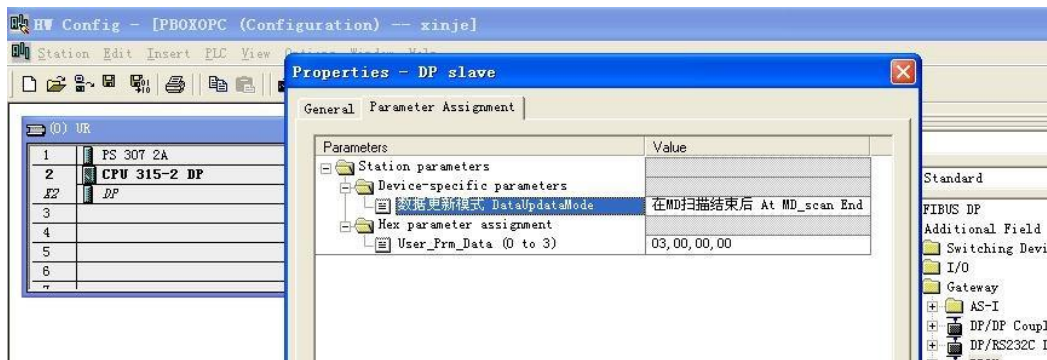 HW Config - [PBOXOPC (Configuration) -- xinje]
Station Edit Insert PLC View Options Window Help
Properties - DP slave
General Parameter Assignment
(0) UR
1 PS 307 2A
2 CPU 315-2 DP
X2 DP
3
4
5
6
7
Parameters Value
Station parameters
Device-specific parameters
数据更新模式 DataUpdataMode 在MD扫描结束后 At MD_scan End
Hex parameter assignment
User_Prm_Data (0 to 3) 03,00,00,00
Standard
FIBUS DP
Additional Field
Switching Devi
I/O
Gateway
AS-I
DP/DP Coupl
DP/RS232C